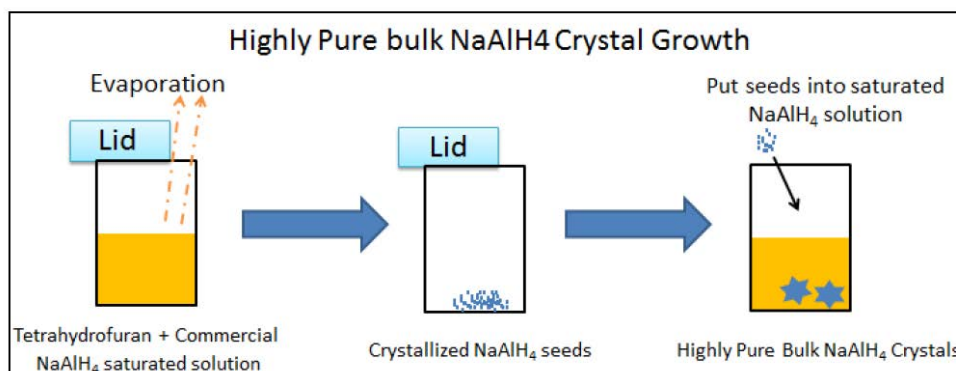 Highly Pure bulk NaAlH4 Crystal Growth
Evaporation
Lid
Tetrahydrofuran + Commercial
NaAlH₄ saturated solution
Lid
Crystallized NaAlH₄ seeds
Put seeds into saturated
NaAlH₄ solution
Highly Pure Bulk NaAlH₄ Crystals